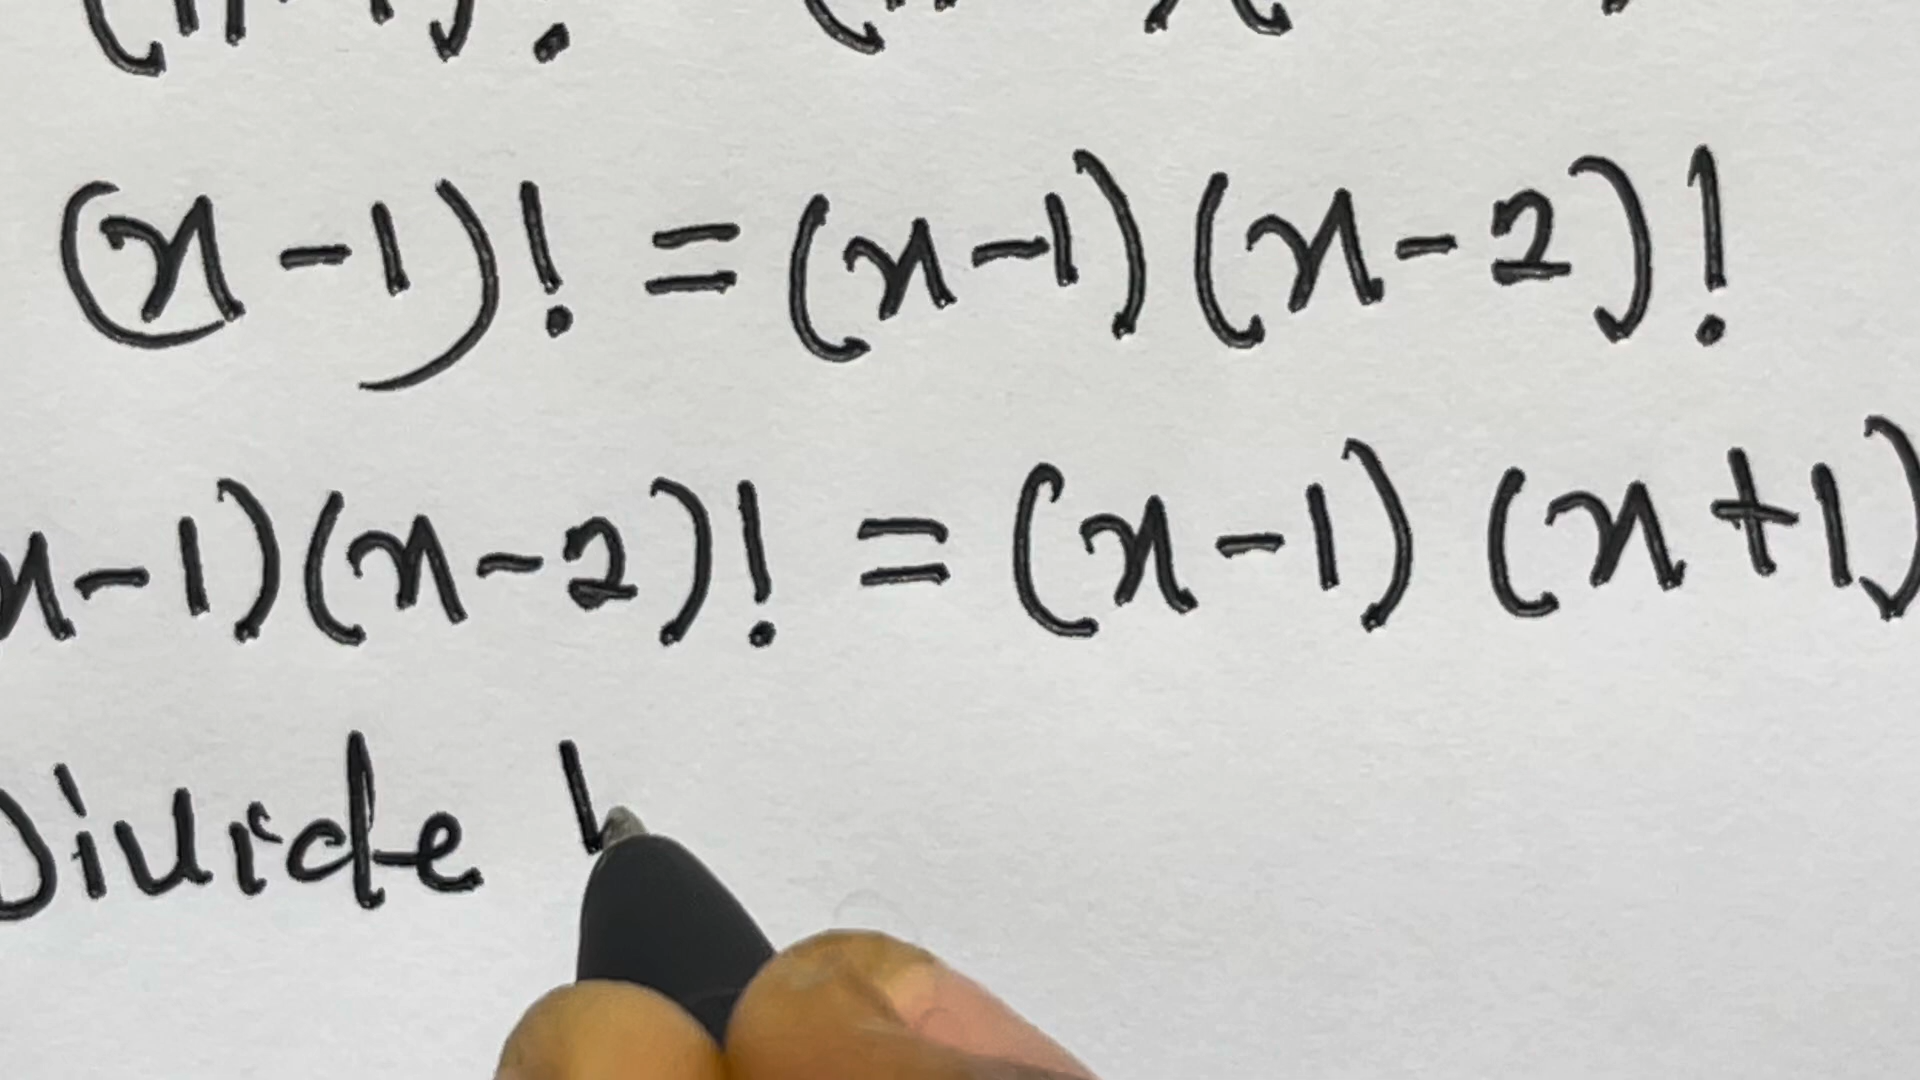 (x-1)! = (x-1)(x-2)!
x-1)(x-2)! = (x-1) (x+1)
Divide